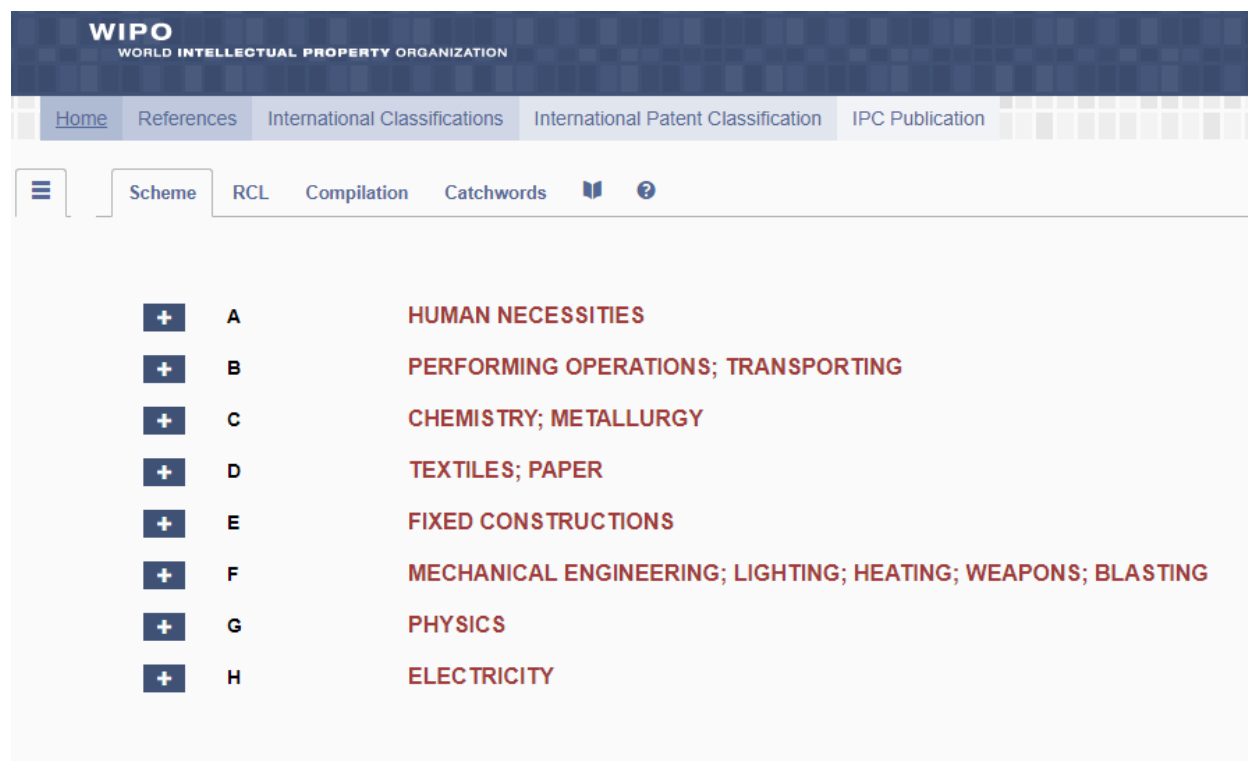 WIPO
WORLD INTELLECTUAL PROPERTY ORGANIZATION
Home References International Classifications International Patent Classification IPC Publication
Scheme RCL Compilation Catchwords
A HUMAN NECESSITIES
B PERFORMING OPERATIONS; TRANSPORTING
C CHEMISTRY; METALLURGY
D TEXTILES; PAPER
E FIXED CONSTRUCTIONS
F MECHANICAL ENGINEERING; LIGHTING; HEATING; WEAPONS; BLASTING
G PHYSICS
H ELECTRICITY